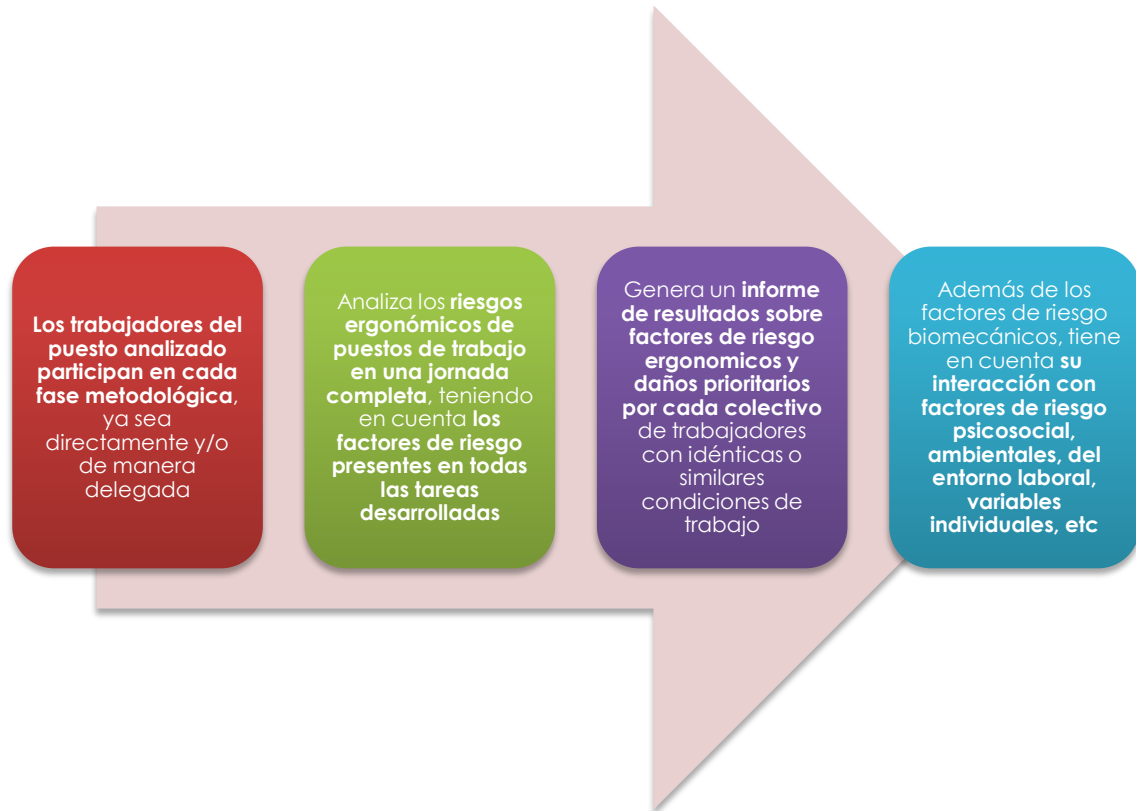 Los trabajadores del
puesto analizado
participan en cada
fase metodológica,
ya sea
directamente y/o
de manera
delegada
Analiza los riesgos
ergonómicos de
puestos de trabajo
en una jornada
completa, teniendo
en cuenta los
factores de riesgo
presentes en todas
las tareas
desarrolladas
Genera un informe
de resultados sobre
factores de riesgo
ergonomicos y
daños prioritarios
por cada colectivo
de trabajadores
con idénticas o
similares
condiciones de
trabajo
Además de los
factores de riesgo
biomecánicos, tiene
en cuenta su
interacción con
factores de riesgo
psicosocial,
ambientales, del
entorno laboral,
variables
individuales, etc